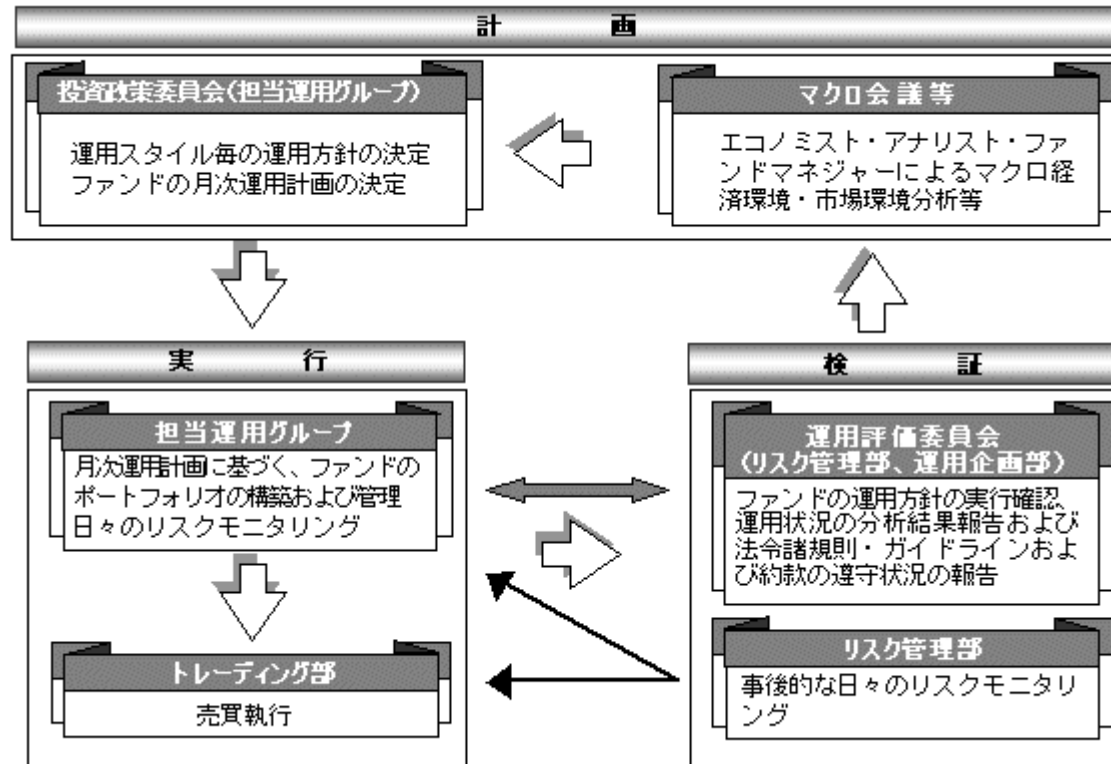 計画
投資政策委員会(担当運用グループ)
運用スタイル毎の運用方針の決定
ファンドの月次運用計画の決定
マクロ会議等
エコノミスト・アナリスト・ファ
ンドマネジャーによるマクロ経
済環境・市場環境分析等
実行
担当運用グループ
月次運用計画に基づく、ファンドの
ポートフォリオの構築および管理
日々のリスクモニタリング
トレーディング部
売買執行
検証
運用評価委員会
(リスク管理部、運用企画部)
ファンドの運用方針の実行確認、
運用状況の分析結果報告および
法令諸規則・ガイドラインおよ
び約款の遵守状況の報告
リスク管理部
事後的な日々のリスクモニタリ
ング